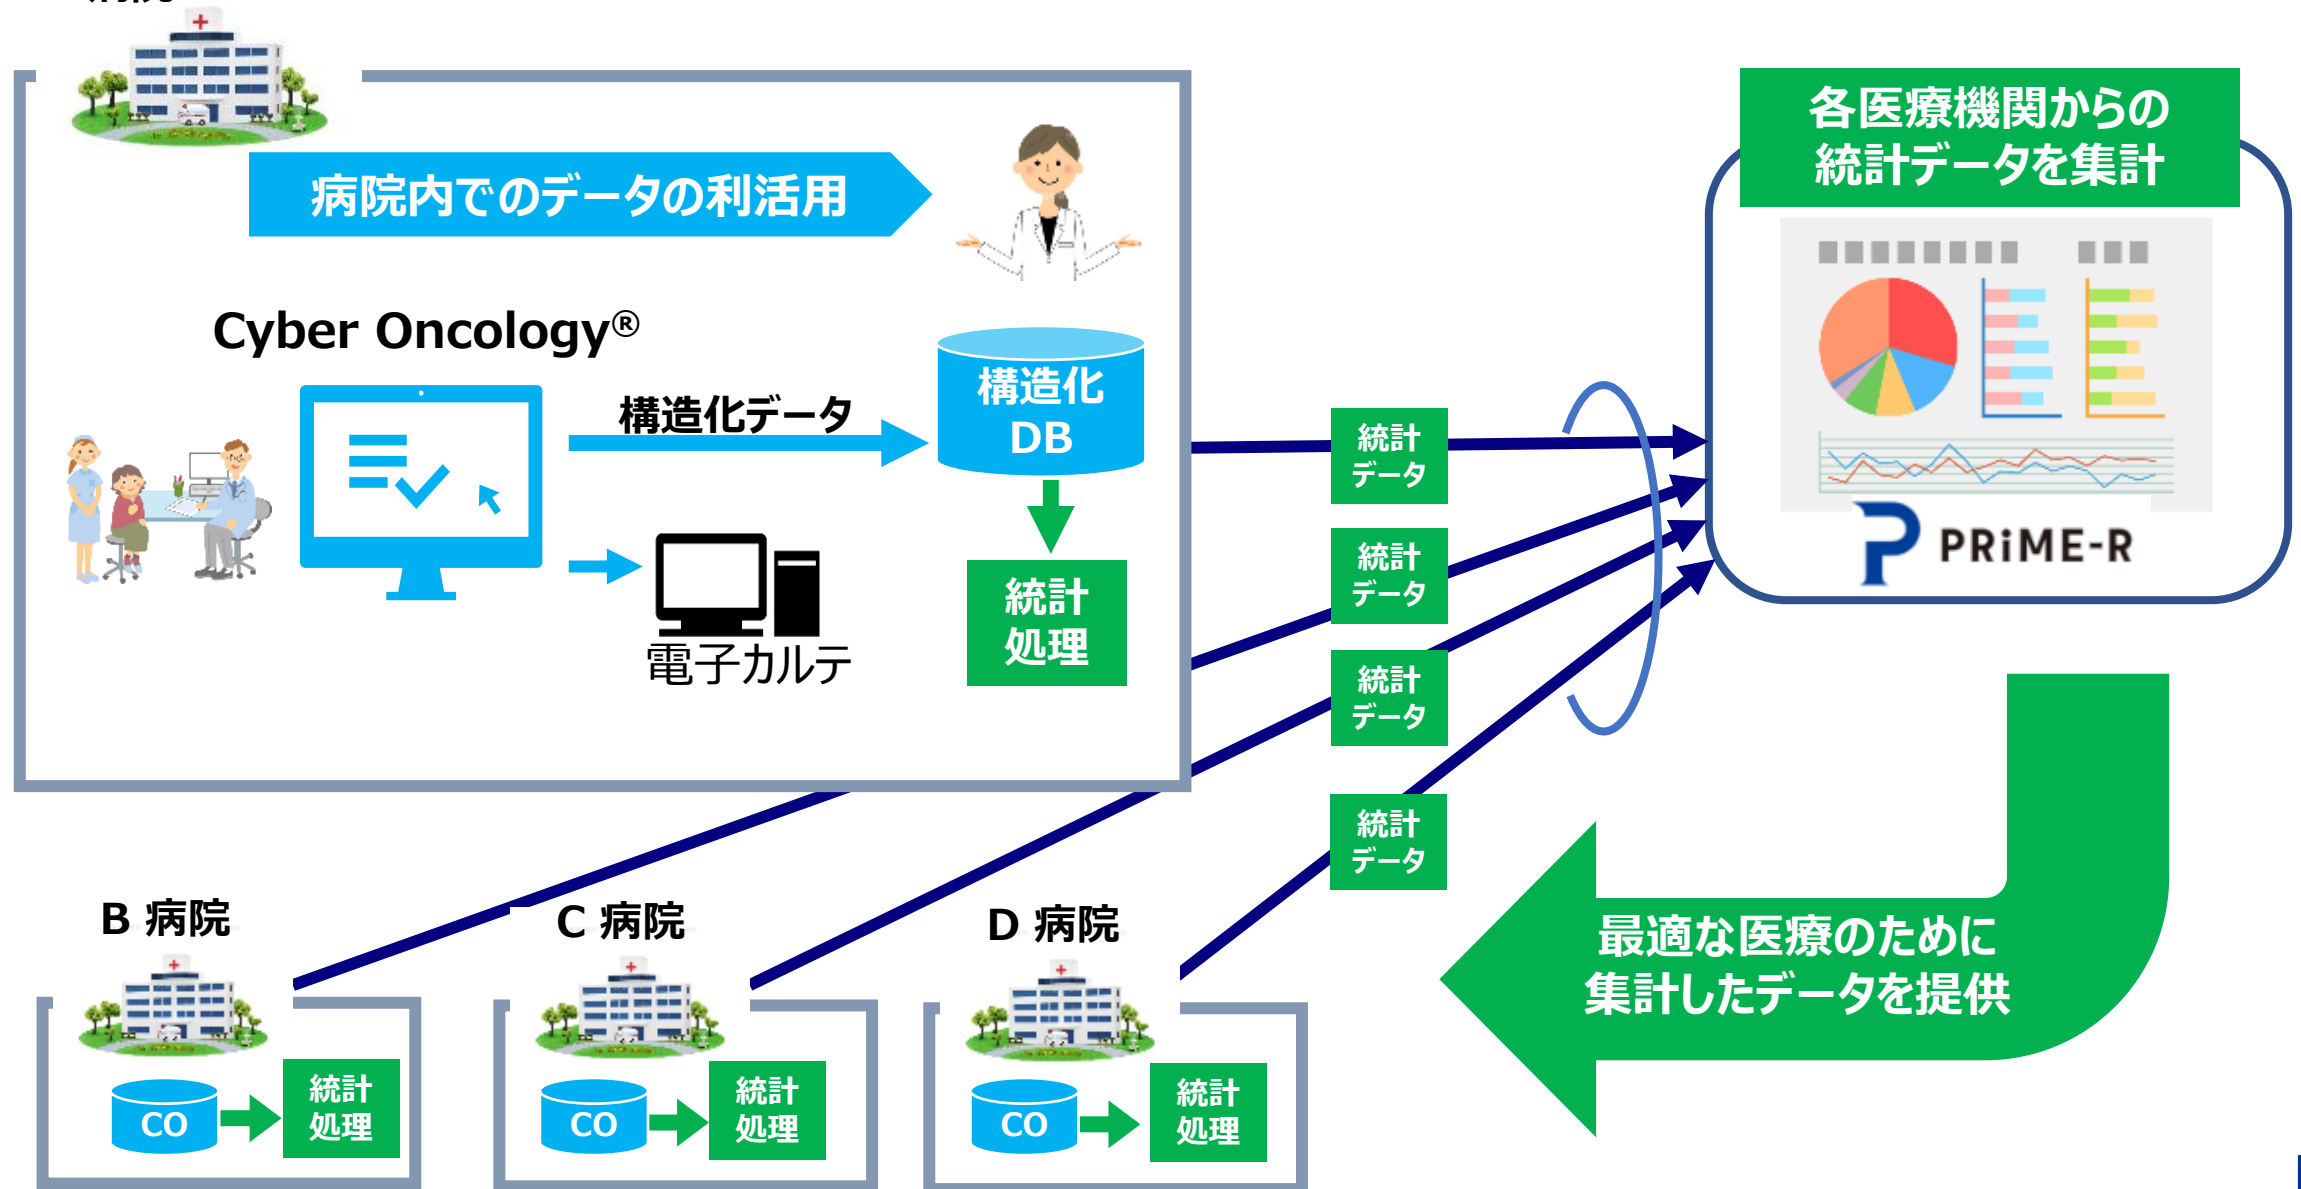 病院内でのデータの利活用
Cyber Oncology®
構造化データ
構造化
DB
電子カルテ
統計
処理
統計
データ
統計
データ
統計
データ
統計
データ
各医療機関からの
統計データを集計
PRiME-R
最適な医療のために
集計したデータを提供
B 病院
CO
統計
処理
C 病院
CO
統計
処理
D 病院
CO
統計
処理